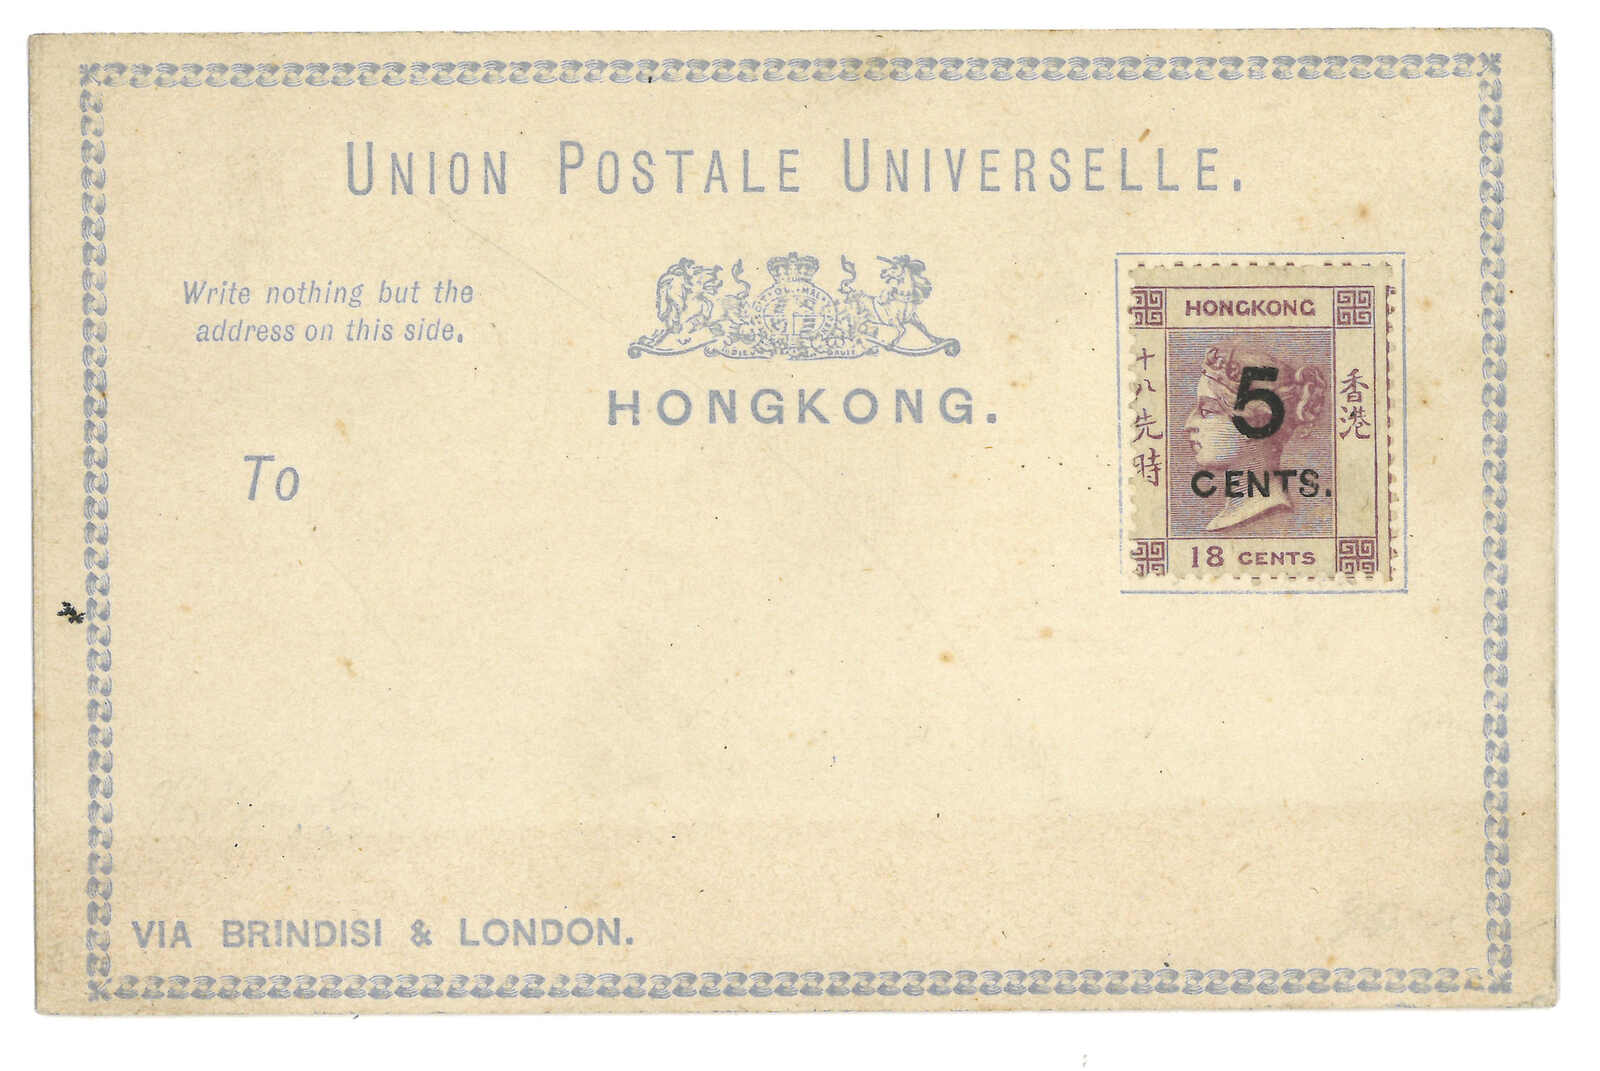 UNION POSTALE UNIVERSELLE.
Write nothing but the
address on this side.
HONGKONG.
To
HONGKONG
十八先時
香港
5
CENTS.
18 CENTS
VIA BRINDISI & LONDON.